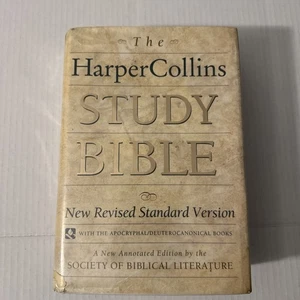 The
HarperCollins
STUDY
BIBLE
New Revised Standard Version
WITH THE APOCRYPHAL/DEUTEROCANONICAL BOOKS
A New Annotated Edition by the
SOCIETY OF BIBLICAL LITERATURE